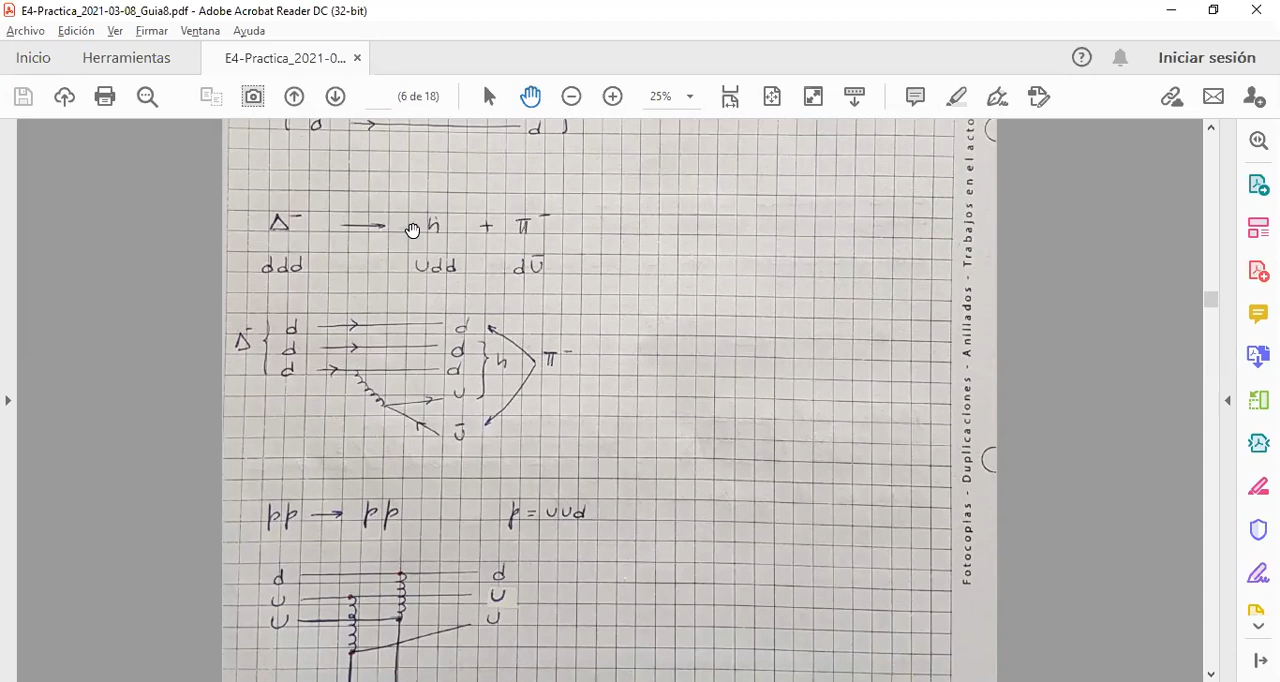 E4-Practica_2021-03-08_Guia8.pdf - Adobe Acrobat Reader DC (32-bit)
Archivo Edición Ver Firmar Ventana Ayuda
Inicio Herramientas E4-Practica_2021-0... × Iniciar sesión
(6 de 18) 25%
d
Δ⁻ → n + π⁻
ddd udd dū
Δ⁻ { d d
d d } n π⁻
d d
u
ū
pp → pp p = uud
d d
u u
u u
Fotocopias - Duplicaciones - Anillados - Trabajos en el acto